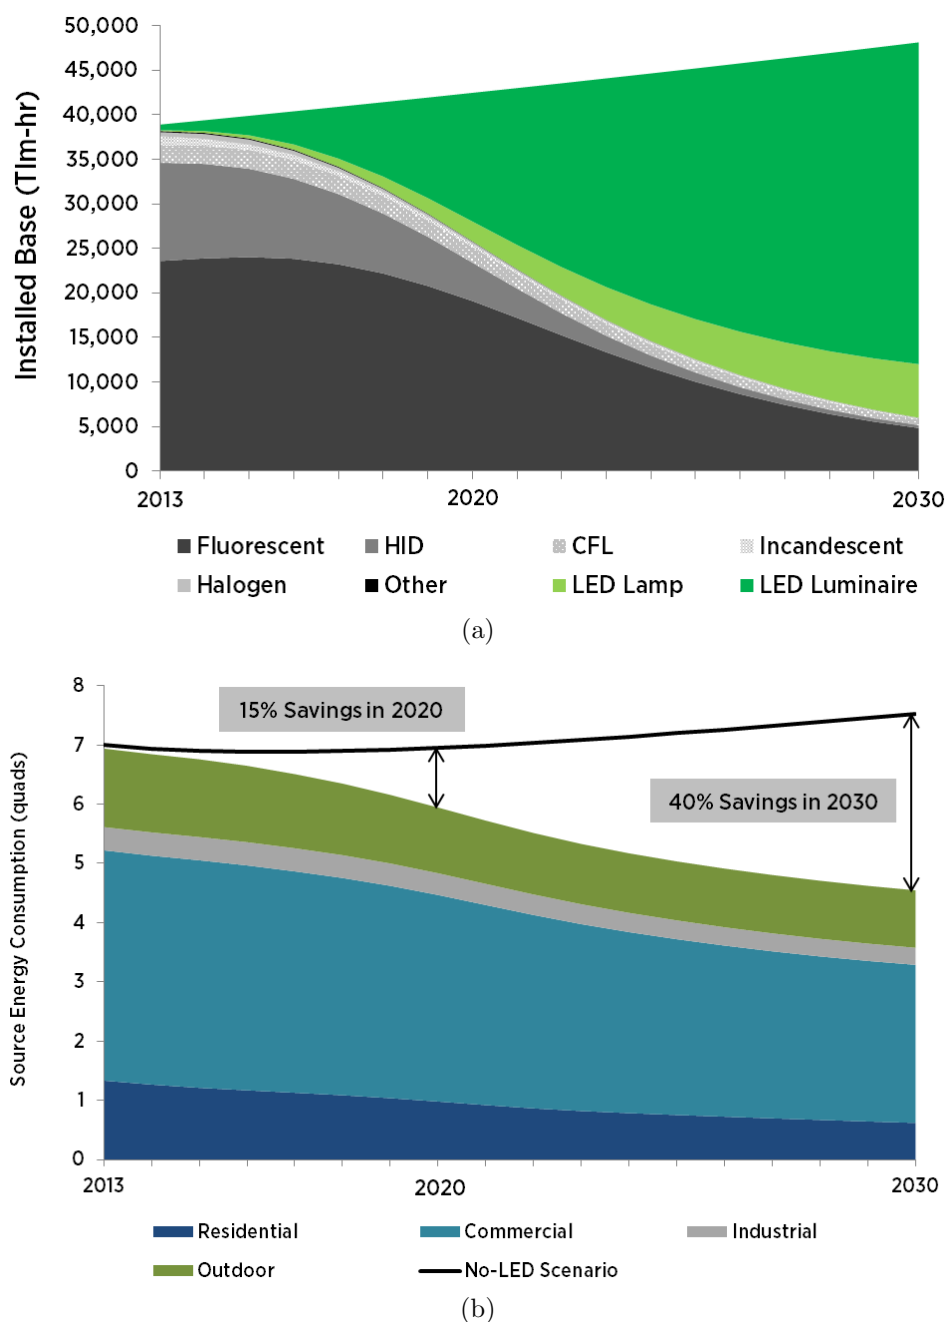 50,000
45,000
40,000
35,000
30,000
25,000
20,000
15,000
10,000
5,000
0
Installed Base (Tlm-hr)
2013 2020 2030
Fluorescent HID CFL Incandescent
Halogen Other LED Lamp LED Luminaire
(a)
8
7
6
5
4
3
2
1
0
Source Energy Consumption (quads)
15% Savings in 2020
40% Savings in 2030
2013 2020 2030
Residential Commercial Industrial
Outdoor No-LED Scenario
(b)